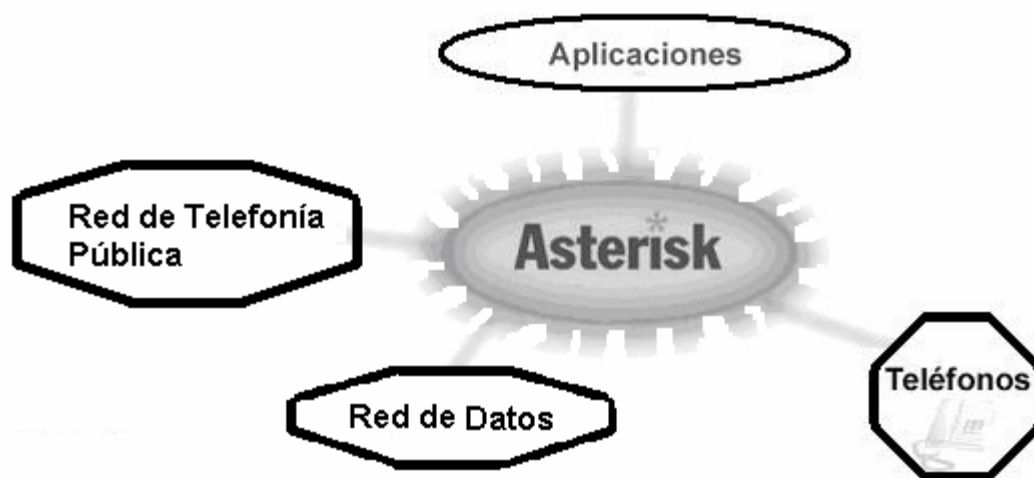 Aplicaciones
Red de Telefonía
Pública
Asterisk
Red de Datos
Teléfonos